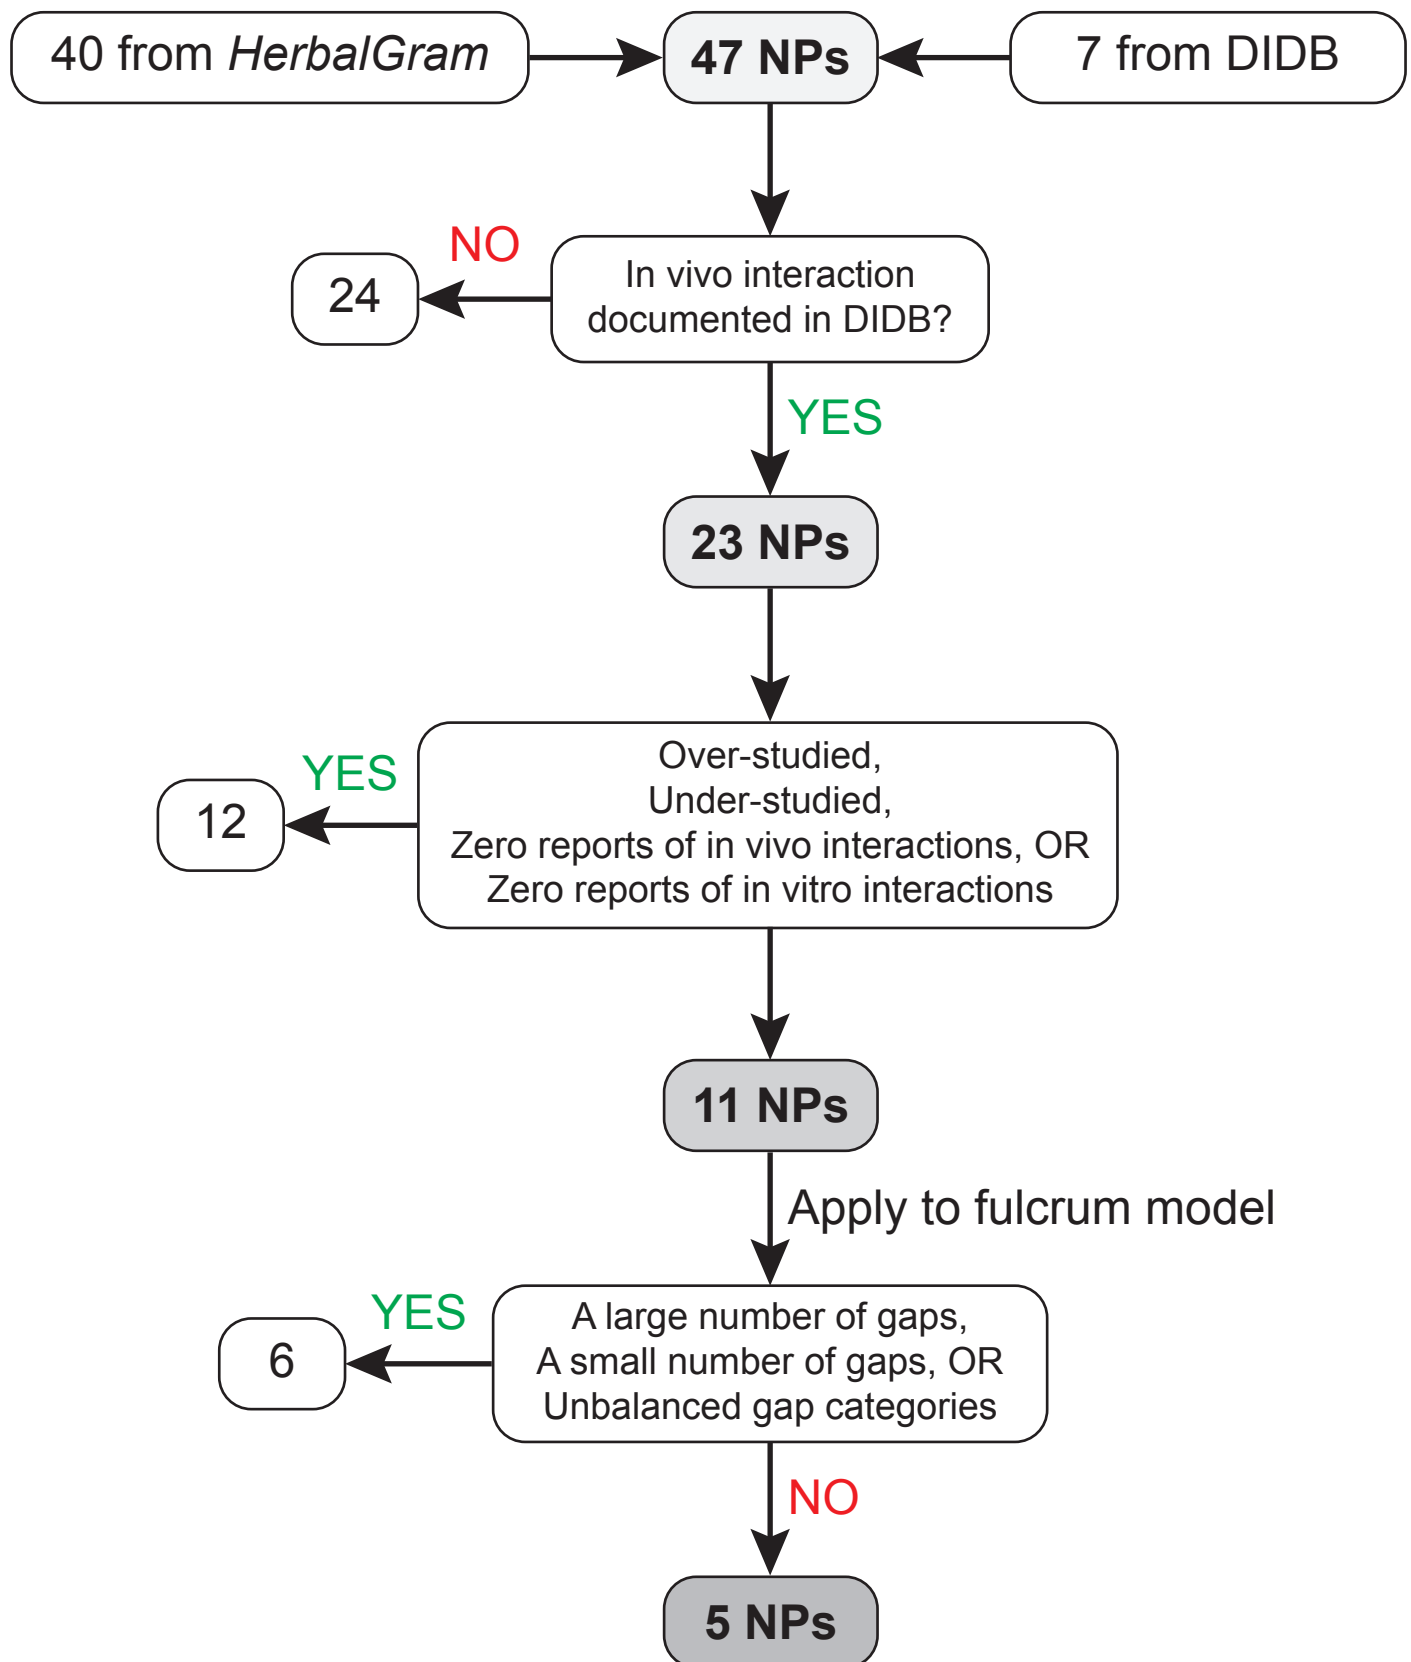 40 from HerbalGram
47 NPs
7 from DIDB
NO
24
In vivo interaction
documented in DIDB?
YES
23 NPs
YES
12
Over-studied,
Under-studied,
Zero reports of in vivo interactions, OR
Zero reports of in vitro interactions
11 NPs
Apply to fulcrum model
YES
6
A large number of gaps,
A small number of gaps, OR
Unbalanced gap categories
NO
5 NPs